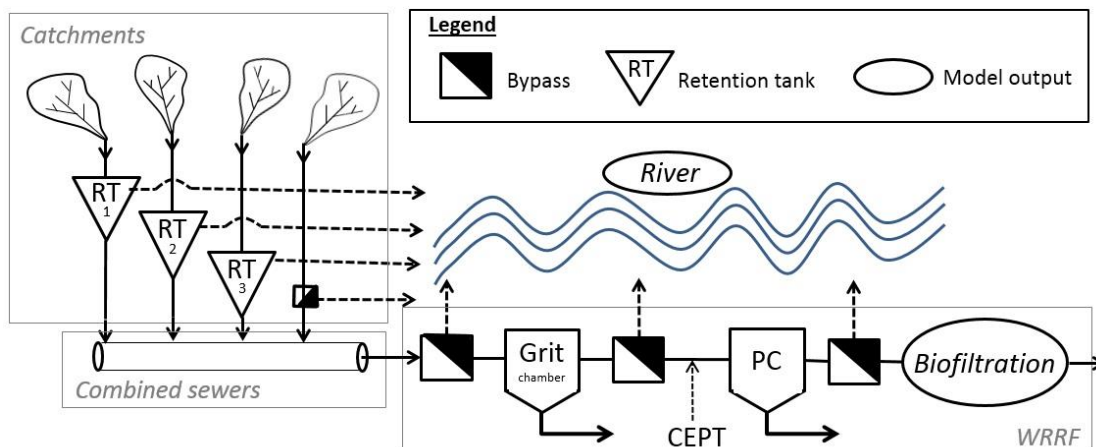 Catchments
Legend
Bypass
RT
Retention tank
Model output
RT
1
RT
2
RT
3
River
Combined sewers
Grit
chamber
PC
Biofiltration
CEPT
WRRF